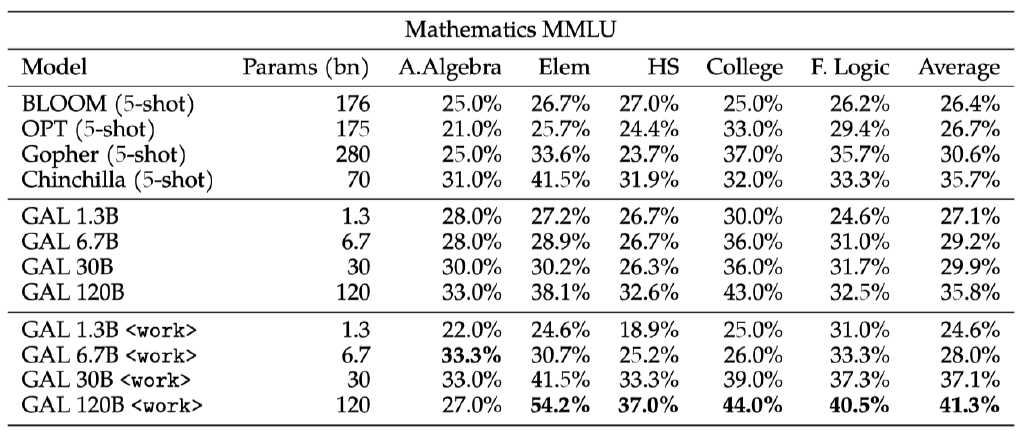 Mathematics MMLU
Model Params (bn) A.Algebra Elem HS College F. Logic Average
BLOOM (5-shot) 176 25.0% 26.7% 27.0% 25.0% 26.2% 26.4%
OPT (5-shot) 175 21.0% 25.7% 24.4% 33.0% 29.4% 26.7%
Gopher (5-shot) 280 25.0% 33.6% 23.7% 37.0% 35.7% 30.6%
Chinchilla (5-shot) 70 31.0% 41.5% 31.9% 32.0% 33.3% 35.7%
GAL 1.3B 1.3 28.0% 27.2% 26.7% 30.0% 24.6% 27.1%
GAL 6.7B 6.7 28.0% 28.9% 26.7% 36.0% 31.0% 29.2%
GAL 30B 30 30.0% 30.2% 26.3% 36.0% 31.7% 29.9%
GAL 120B 120 33.0% 38.1% 32.6% 43.0% 32.5% 35.8%
GAL 1.3B <work> 1.3 22.0% 24.6% 18.9% 25.0% 31.0% 24.6%
GAL 6.7B <work> 6.7 33.3% 30.7% 25.2% 26.0% 33.3% 28.0%
GAL 30B <work> 30 33.0% 41.5% 33.3% 39.0% 37.3% 37.1%
GAL 120B <work> 120 27.0% 54.2% 37.0% 44.0% 40.5% 41.3%